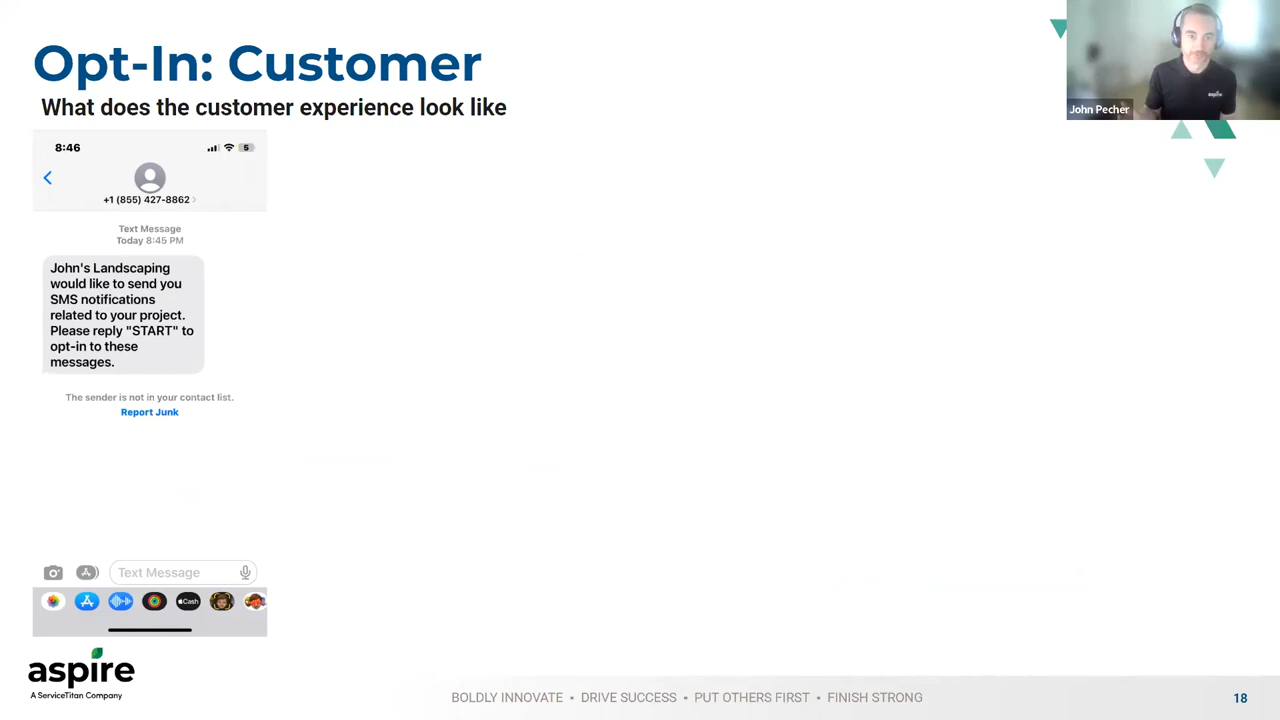 Opt-In: Customer
What does the customer experience look like
aspire
John Pecher
8:46
5
+1 (855) 427-8862
Text Message
Today 8:45 PM
John's Landscaping
would like to send you
SMS notifications
related to your project.
Please reply "START" to
opt-in to these
messages.
The sender is not in your contact list.
Report Junk
Text Message
Cash
aspire
A ServiceTitan Company
BOLDLY INNOVATE • DRIVE SUCCESS • PUT OTHERS FIRST • FINISH STRONG
18